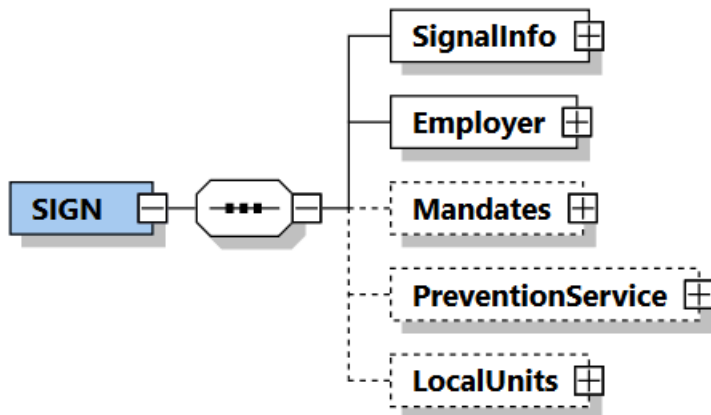 SignalInfo
Employer
SIGN
Mandates
PreventionService
LocalUnits